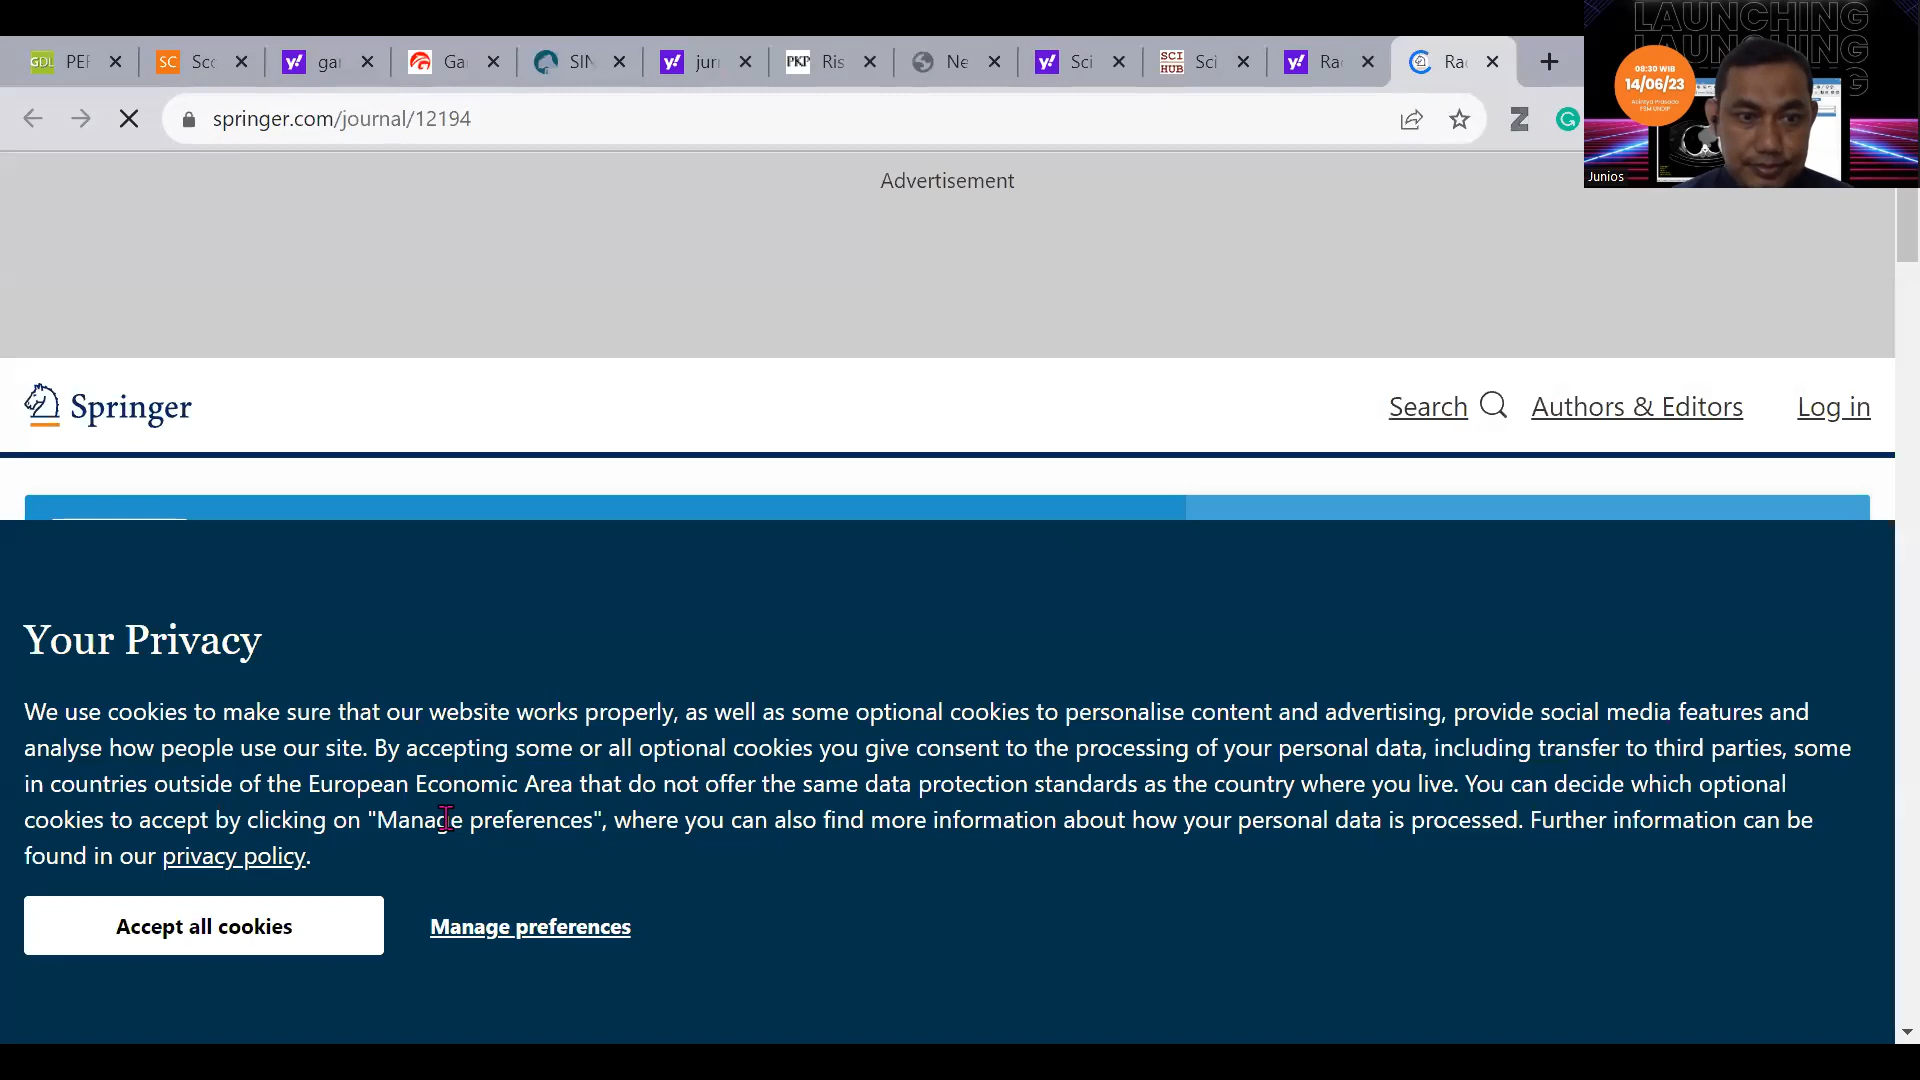 GDL PEF
SC Sco
y! gar
Ga
SIN
y! jurr
PKP Ris
Ne
y! Sci
SCI HUB Sci
y! Ra
Rac
springer.com/journal/12194
Z
G
LAUNCHING
LAUNCHING
08:30 WIB
14/06/23
FSM UNDIP
Junios
Advertisement
Springer
Search
Authors & Editors
Log in
Your Privacy
We use cookies to make sure that our website works properly, as well as some optional cookies to personalise content and advertising, provide social media features and
analyse how people use our site. By accepting some or all optional cookies you give consent to the processing of your personal data, including transfer to third parties, some
in countries outside of the European Economic Area that do not offer the same data protection standards as the country where you live. You can decide which optional
cookies to accept by clicking on "Manage preferences", where you can also find more information about how your personal data is processed. Further information can be
found in our privacy policy.
Accept all cookies
Manage preferences